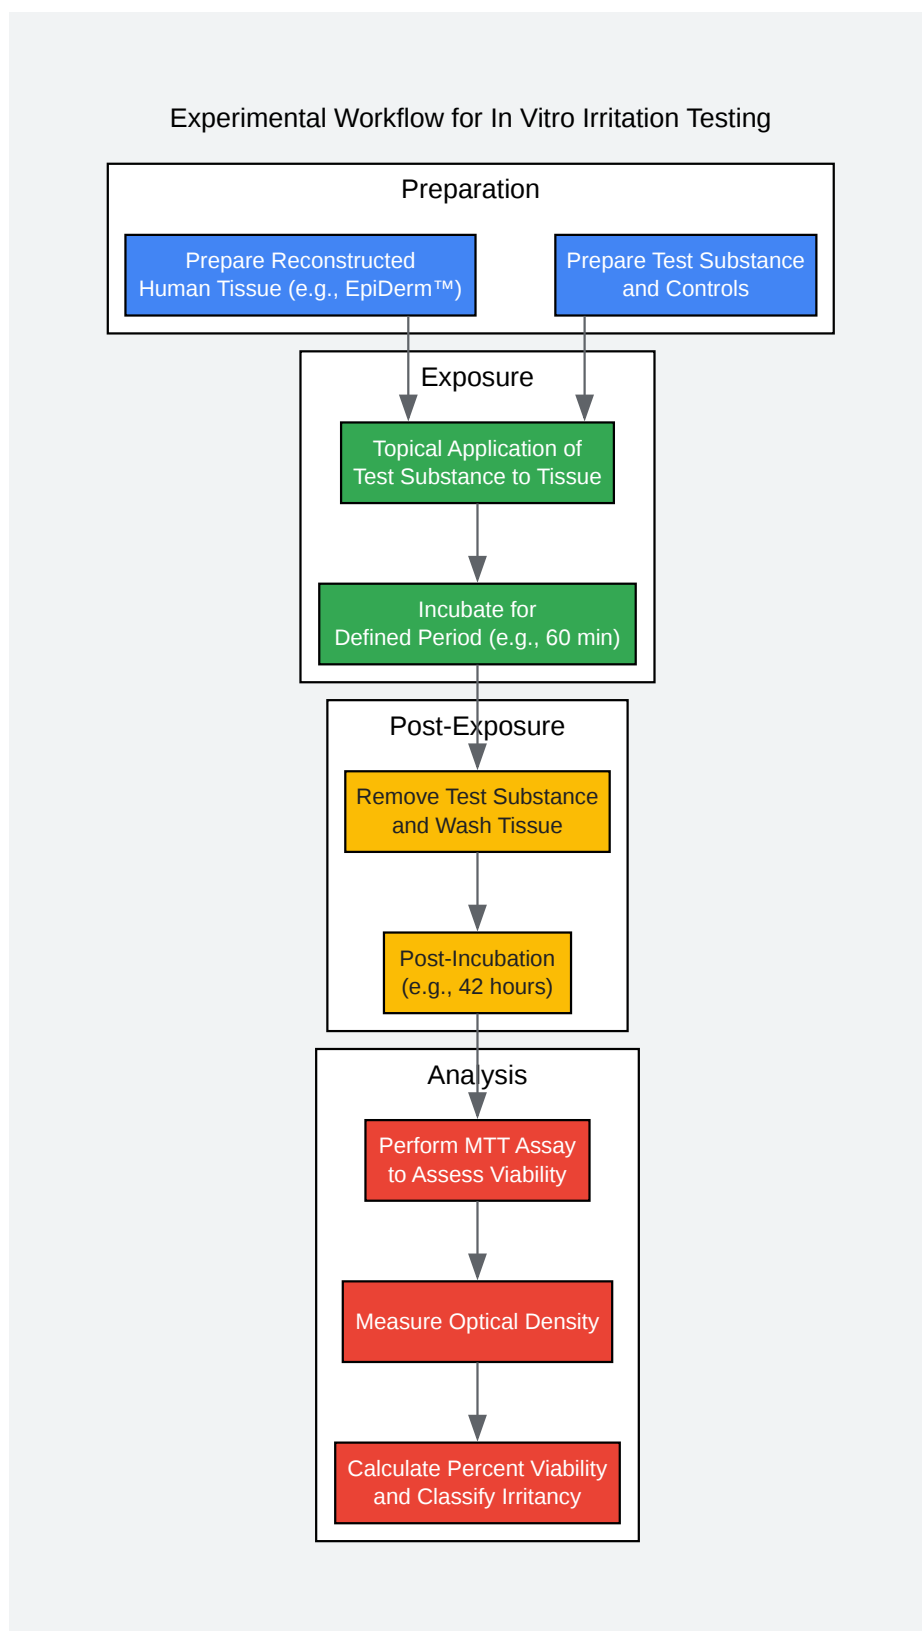 Experimental Workflow for In Vitro Irritation Testing
Preparation
Prepare Reconstructed
Human Tissue (e.g., EpiDerm™)
Prepare Test Substance
and Controls
Exposure
Topical Application of
Test Substance to Tissue
Incubate for
Defined Period (e.g., 60 min)
Post-Exposure
Remove Test Substance
and Wash Tissue
Post-Incubation
(e.g., 42 hours)
Analysis
Perform MTT Assay
to Assess Viability
Measure Optical Density
Calculate Percent Viability
and Classify Irritancy